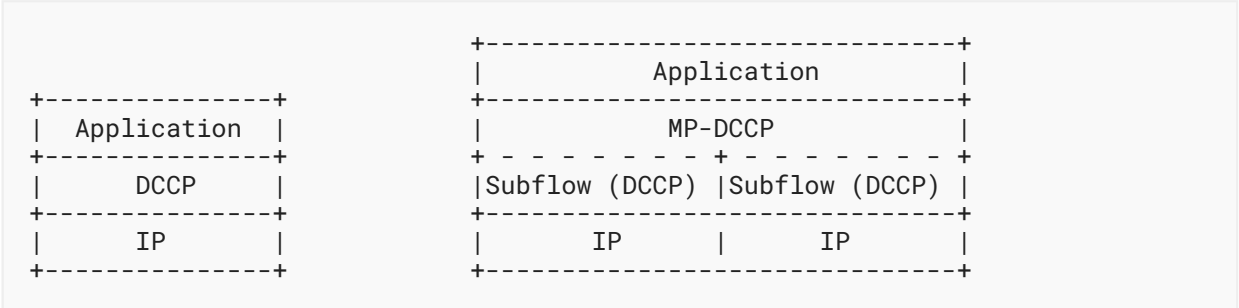 +-------------------------------+
                             |           Application         |
+---------------+            +-------------------------------+
|  Application  |            |            MP-DCCP            |
+---------------+            + - - - - - - - + - - - - - - - +
|      DCCP     |            |Subflow (DCCP) |Subflow (DCCP) |
+---------------+            +-------------------------------+
|      IP       |            |       IP      |      IP       |
+---------------+            +-------------------------------+